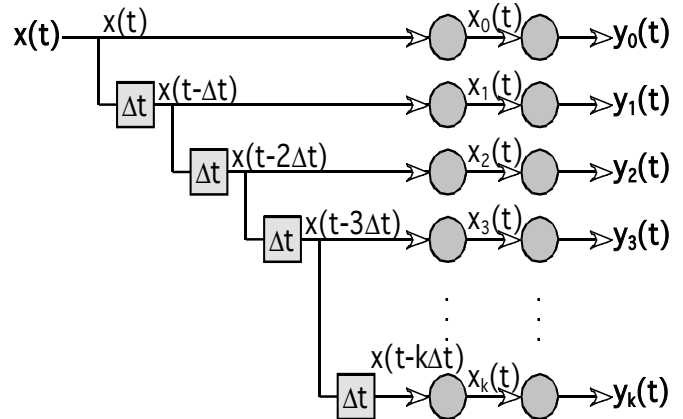 x(t) x(t) x₀(t) y₀(t)
Δt x(t-Δt) x₁(t) y₁(t)
Δt x(t-2Δt) x₂(t) y₂(t)
Δt x(t-3Δt) x₃(t) y₃(t)
x(t-kΔt)
Δt xₖ(t) yₖ(t)